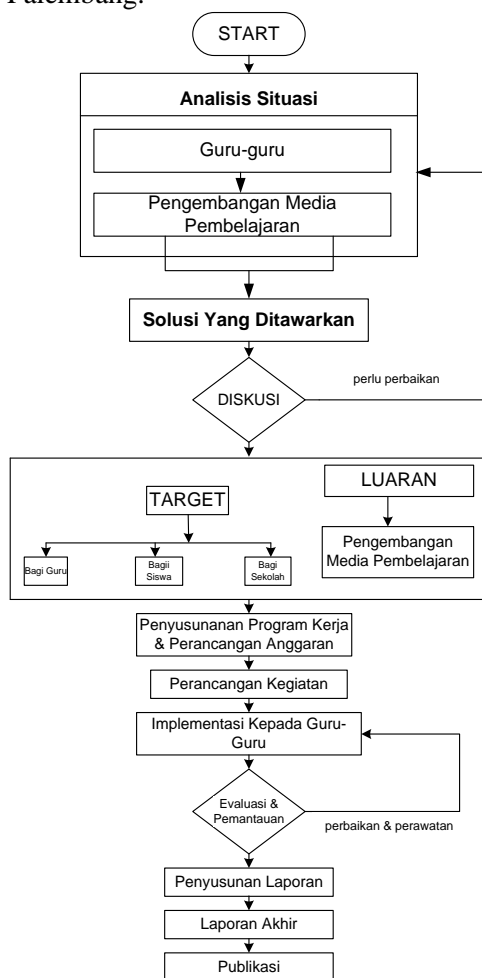 Palembang.
START
Analisis Situasi
Guru-guru
Pengembangan Media
Pembelajaran
Solusi Yang Ditawarkan
DISKUSI
perlu perbaikan
TARGET
Bagi Guru
Bagii
Siswa
Bagi
Sekolah
LUARAN
Pengembangan
Media Pembelajaran
Penyusunanan Program Kerja
& Perancangan Anggaran
Perancangan Kegiatan
Implementasi Kepada Guru-
Guru
Evaluasi &
Pemantauan
perbaikan & perawatan
Penyusunan Laporan
Laporan Akhir
Publikasi